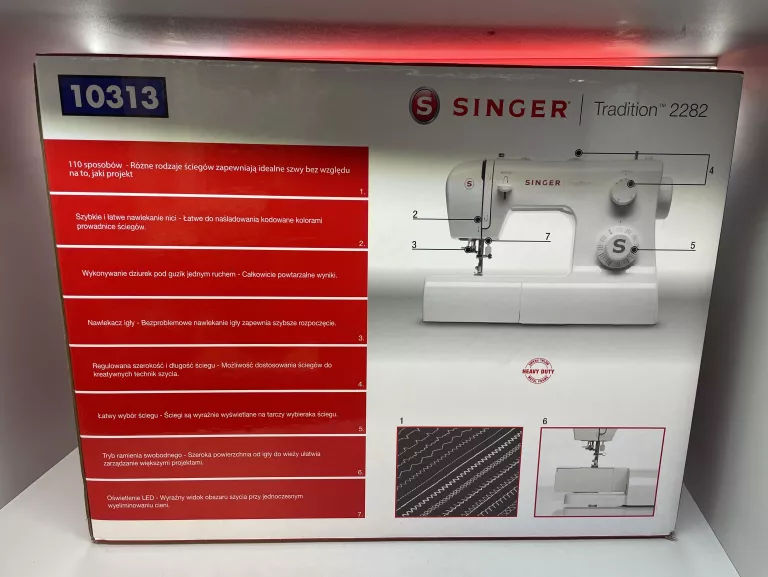 10313
S SINGER® | Tradition™ 2282
110 sposobów - Różne rodzaje ściegów zapewniają idealne szwy bez względu
na to, jaki projekt
1.
Szybkie i łatwe nawlekanie nici - Łatwe do naśladowania kodowane kolorami
prowadnice ściegów.
2.
Wykonywanie dziurek pod guzik jednym ruchem - Całkowicie powtarzalne wyniki.
Nawlekacz igły - Bezproblemowe nawlekanie igły zapewnia szybsze rozpoczęcie.
3.
Regulowana szerokość i długość ściegu - Możliwość dostosowania ściegów do
kreatywnych technik szycia.
4.
Łatwy wybór ściegu - Ściegi są wyraźnie wyświetlane na tarczy wybieraka ściegu.
5.
Tryb ramienia swobodnego - Szeroka powierzchnia od igły do wieży ułatwia
zarządzanie większymi projektami.
6.
Oświetlenie LED - Wyraźny widok obszaru szycia przy jednoczesnym
wyeliminowaniu cieni.
7.
S
SINGER
4
2
7
3
S
5
HEAVY DUTY
METAL FRAME
1
6